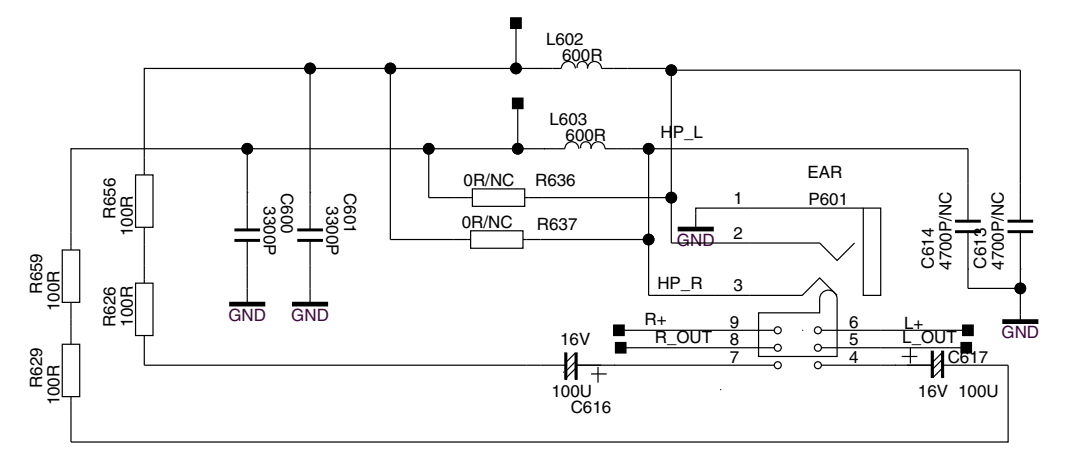 L602
600R
L603
600R
HP_L
EAR
0R/NC
R636
1
P601
R656
100R
C600
3300P
C601
3300P
0R/NC
R637
GND
2
C614
4700P/NC
C613
4700P/NC
R659
100R
R626
100R
HP_R
3
GND
GND
GND
R+
9
6
L+
R_OUT
8
5
L_OUT
16V
7
4
C617
R629
100R
100U
C616
16V
100U